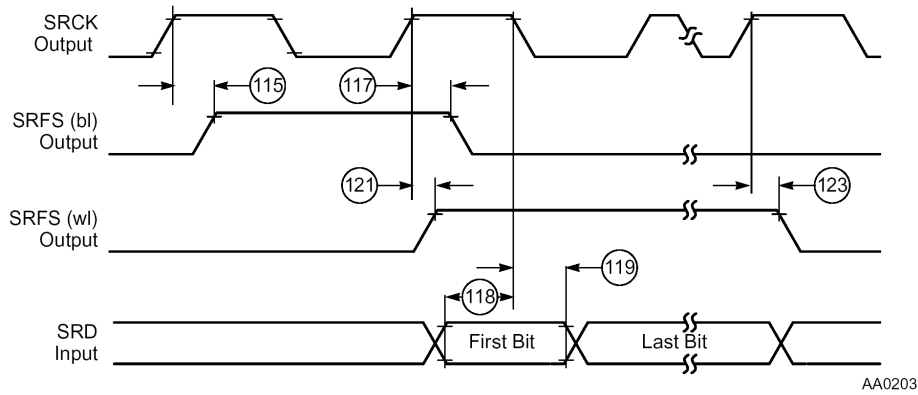 SRCK
Output
115
117
SRFS (bl)
Output
121
123
SRFS (wl)
Output
119
118
SRD
Input
First Bit
Last Bit
AA0203